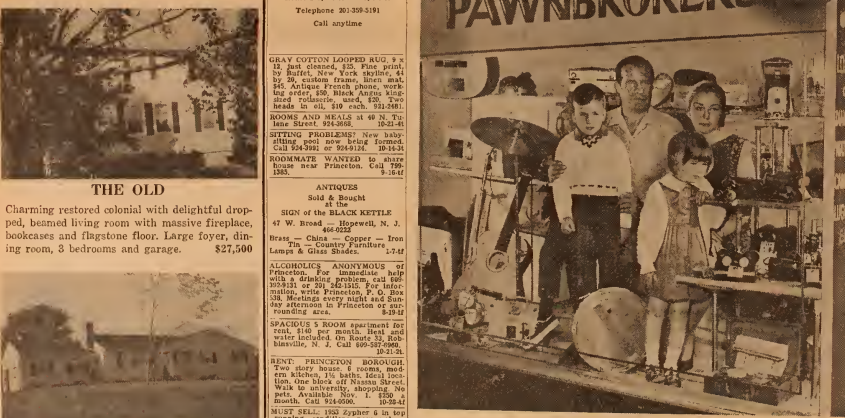 THE OLD
Charming restored colonial with delightful drop-
ped, beamed living room with massive fireplace,
bookcases and flagstone floor. Large foyer, din-
ing room, 3 bedrooms and garage. $27,500
Telephone 201-359-5191
Call anytime
GRAY COTTON LOOPED RUG, 9 x
12, just cleaned, $25. Fine print,
by Buffet, New York skyline, 44
by 20, custom frame, linen mat,
$45. Antique French phone, work-
ing order, $50. Black Angus king-
sized rotisserie, used, $20. Two
heads in oil, $10 each. 921-2481.
ROOMS AND MEALS at 40 N. Tu-
lane Street. 924-3668. 10-21-4t
SITTING PROBLEMS? New baby-
sitting pool now being formed.
Call 924-3991 or 924-9124. 10-14-3t
ROOMMATE WANTED to share
house near Princeton. Call 799-
1385. 9-16-tf
ANTIQUES
Sold & Bought
at the
SIGN of the BLACK KETTLE
47 W. Broad — Hopewell, N. J.
466-0222
Brass — China — Copper — Iron
Tin — Country Furniture
Lamps & Glass Shades. 1-7-tf
ALCOHOLICS ANONYMOUS of
Princeton. For immediate help
with a drinking problem, call 609-
392-9131 or 201 242-1515. For infor-
mation, write Princeton, P. O. Box
538. Meetings every night and Sun-
day afternoon in Princeton or sur-
rounding area. 8-19-tf
SPACIOUS 5 ROOM apartment for
rent, $140 per month. Heat and
water included. On Route 33, Rob-
binsville, N. J. Call 609-587-6960.
10-21-2t.
RENT: PRINCETON BOROUGH.
Two story house. 6 rooms, mod-
ern kitchen, 1½ baths. Ideal loca-
tion. One block off Nassau Street.
Walk to university, shopping. No
pets. Available Nov. 1. $250 a
month. Call 924-0500. 10-28-tf
MUST SELL: 1953 Zypher 6 in top
PAWNBROKERS